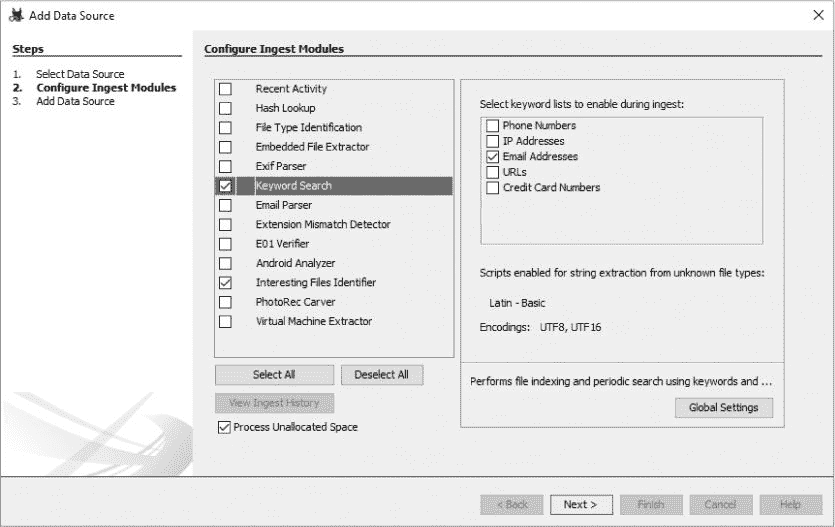 Add Data Source
Steps
1. Select Data Source
2. Configure Ingest Modules
3. Add Data Source
Configure Ingest Modules
Recent Activity
Hash Lookup
File Type Identification
Embedded File Extractor
Exif Parser
Keyword Search
Email Parser
Extension Mismatch Detector
E01 Verifier
Android Analyzer
Interesting Files Identifier
PhotoRec Carver
Virtual Machine Extractor
Select All
Deselect All
View Ingest History
Process Unallocated Space
Select keyword lists to enable during ingest:
Phone Numbers
IP Addresses
Email Addresses
URLs
Credit Card Numbers
Scripts enabled for string extraction from unknown file types:
Latin - Basic
Encodings: UTF8, UTF16
Performs file indexing and periodic search using keywords and ...
Global Settings
< Back
Next >
Finish
Cancel
Help